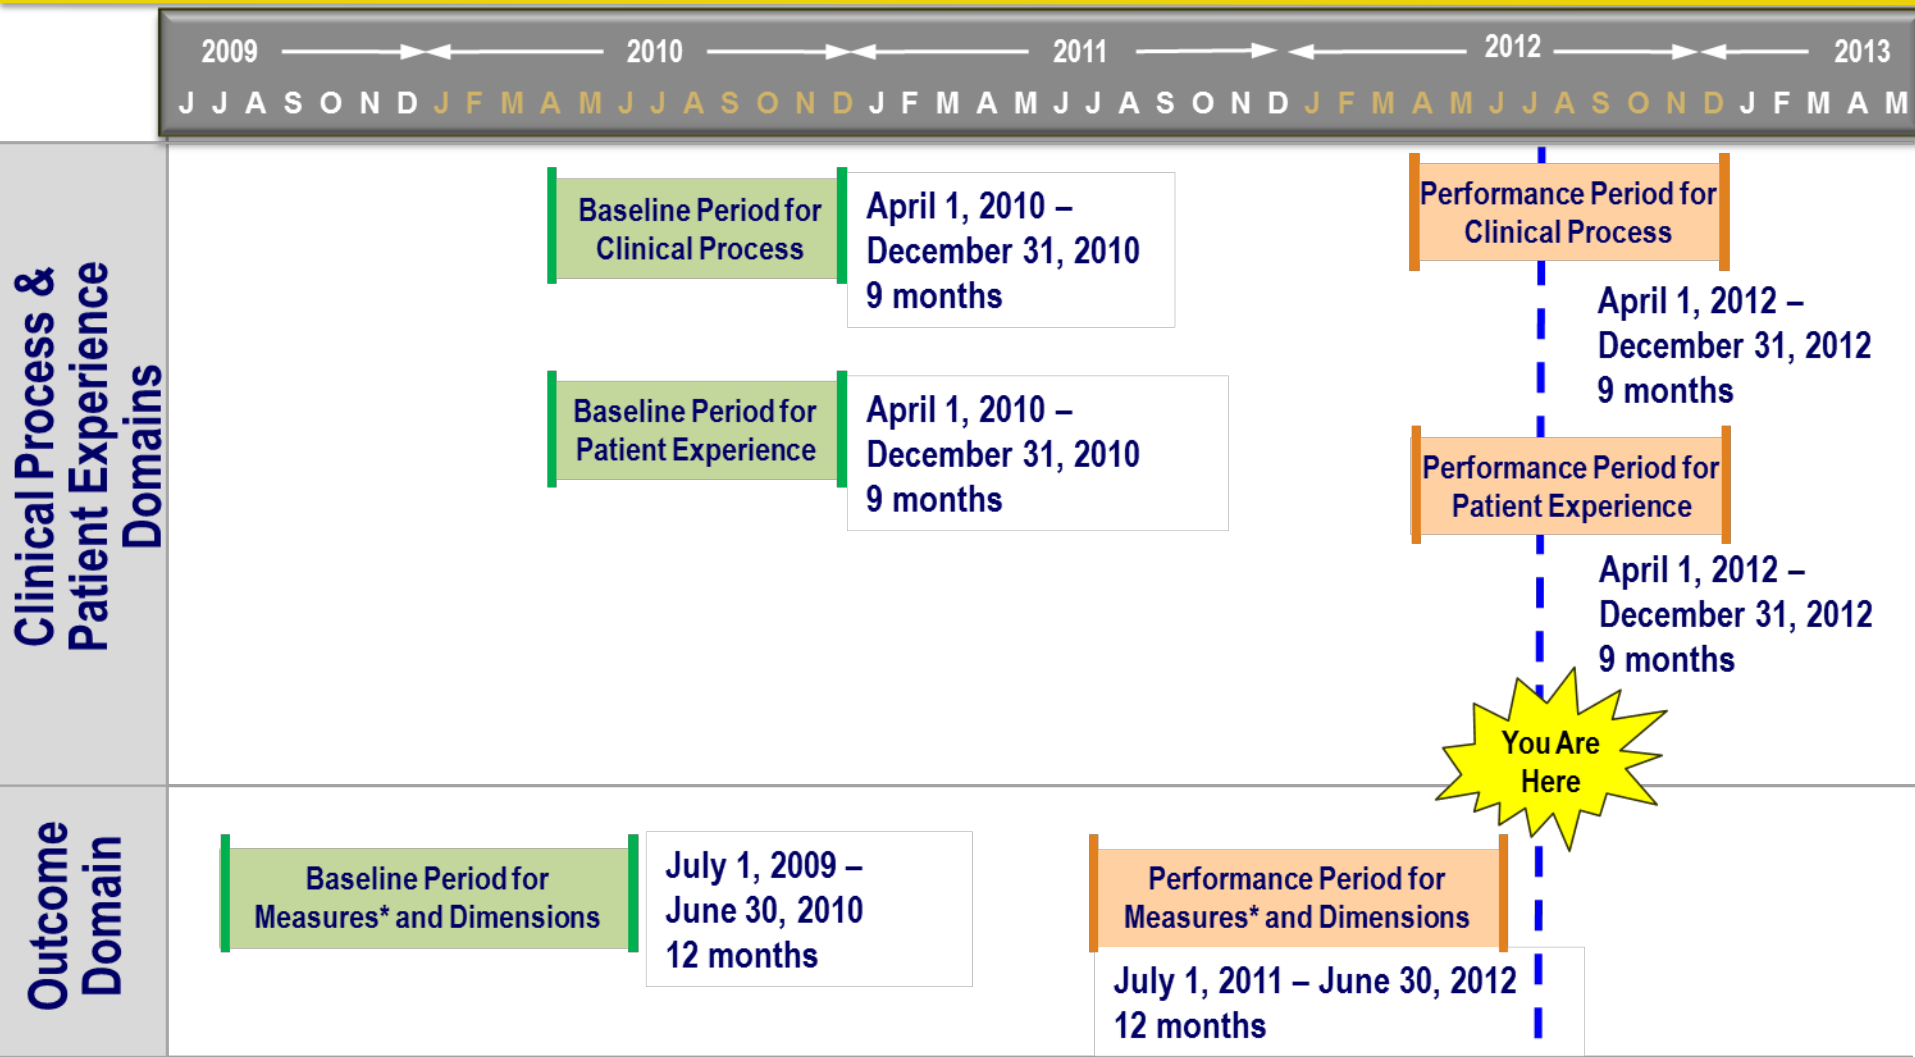 2009 2010 2011 2012 2013
J J A S O N D J F M A M J J A S O N D J F M A M J J A S O N D J F M A M J J A S O N D J F M A M
Clinical Process &
Patient Experience
Domains
Baseline Period for
Clinical Process
April 1, 2010 –
December 31, 2010
9 months
Performance Period for
Clinical Process
April 1, 2012 –
December 31, 2012
9 months
Baseline Period for
Patient Experience
April 1, 2010 –
December 31, 2010
9 months
Performance Period for
Patient Experience
April 1, 2012 –
December 31, 2012
9 months
You Are
Here
Outcome
Domain
Baseline Period for
Measures* and Dimensions
July 1, 2009 –
June 30, 2010
12 months
Performance Period for
Measures* and Dimensions
July 1, 2011 – June 30, 2012
12 months